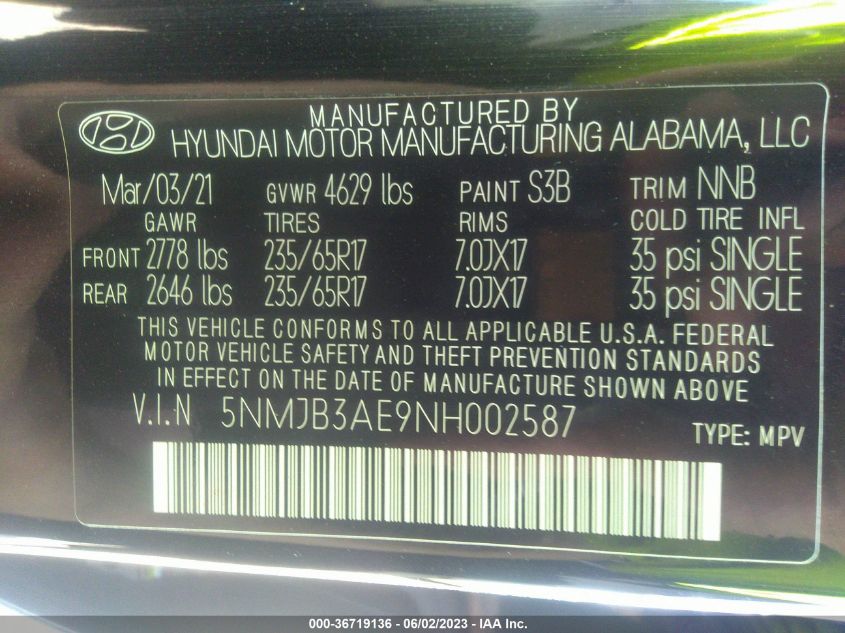 MANUFACTURED BY
HYUNDAI MOTOR MANUFACTURING ALABAMA, LLC
Mar/03/21 GVWR 4629 lbs PAINT S3B TRIM NNB
GAWR TIRES RIMS COLD TIRE INFL
FRONT 2778 lbs 235/65R17 7.0JX17 35 psi SINGLE
REAR 2646 lbs 235/65R17 7.0JX17 35 psi SINGLE
THIS VEHICLE CONFORMS TO ALL APPLICABLE U.S.A. FEDERAL
MOTOR VEHICLE SAFETY AND THEFT PREVENTION STANDARDS
IN EFFECT ON THE DATE OF MANUFACTURE SHOWN ABOVE
V.I.N 5NMJB3AE9NH002587
TYPE: MPV
000-36719136 - 06/02/2023 - IAA Inc.